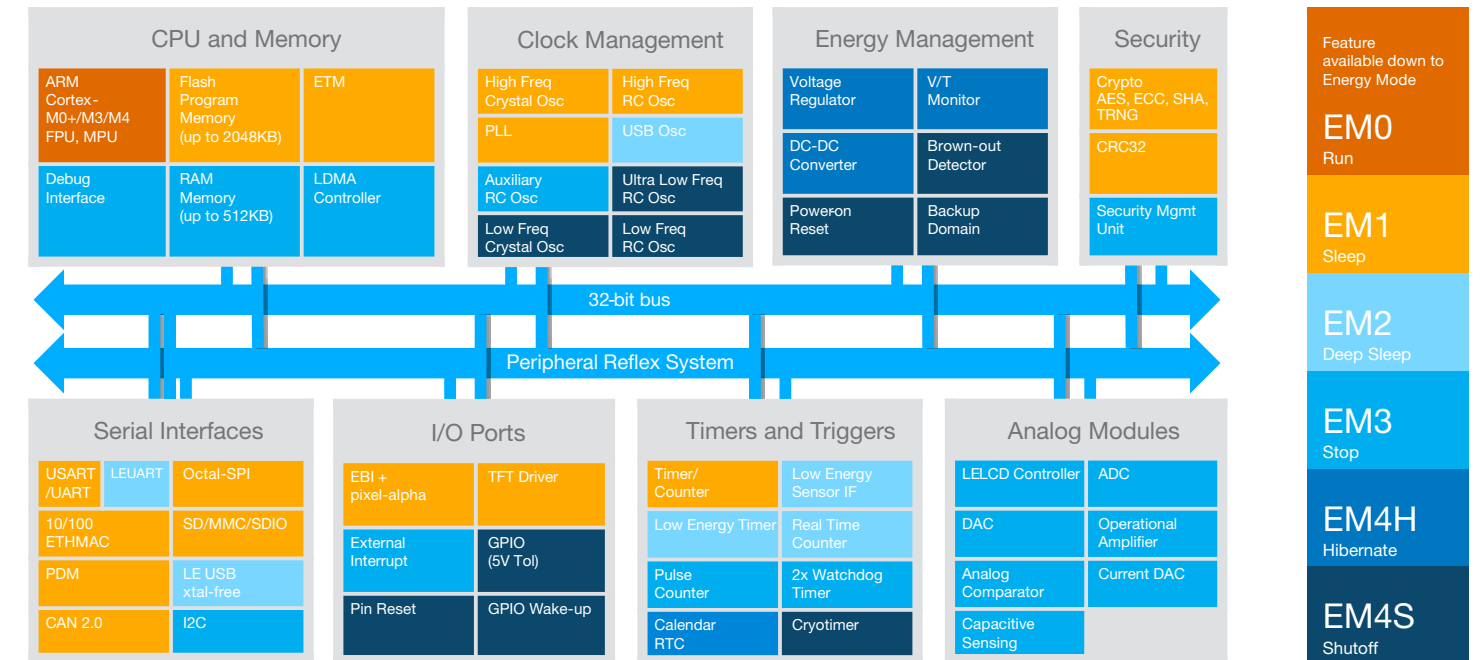 CPU and Memory
ARM
Cortex-
M0+/M3/M4
FPU, MPU
Flash
Program
Memory
(up to 2048KB)
ETM
Debug
Interface
RAM
Memory
(up to 512KB)
LDMA
Controller
Clock Management
High Freq
Crystal Osc
High Freq
RC Osc
PLL
USB Osc
Auxiliary
RC Osc
Ultra Low Freq
RC Osc
Low Freq
Crystal Osc
Low Freq
RC Osc
Energy Management
Voltage
Regulator
V/T
Monitor
DC-DC
Converter
Brown-out
Detector
Power-on
Reset
Backup
Domain
Security
Crypto
AES, ECC, SHA,
TRNG
CRC32
Security Mgmt
Unit
32-bit bus
Peripheral Reflex System
Serial Interfaces
USART
/UART
LEUART
Octal-SPI
10/100
ETHMAC
SD/MMC/SDIO
PDM
LE USB
xtal-free
CAN 2.0
I2C
I/O Ports
EBI +
pixel-alpha
TFT Driver
External
Interrupt
GPIO
(5V Tol)
Pin Reset
GPIO Wake-up
Timers and Triggers
Timer/
Counter
Low Energy
Sensor IF
Low Energy Timer
Real Time
Counter
Pulse
Counter
2x Watchdog
Timer
Calendar
RTC
Cryotimer
Analog Modules
LELCD Controller
ADC
DAC
Operational
Amplifier
Analog
Comparator
Current DAC
Capacitive
Sensing
Feature
available down to
Energy Mode
EM0
Run
EM1
Sleep
EM2
Deep Sleep
EM3
Stop
EM4H
Hibernate
EM4S
Shutoff